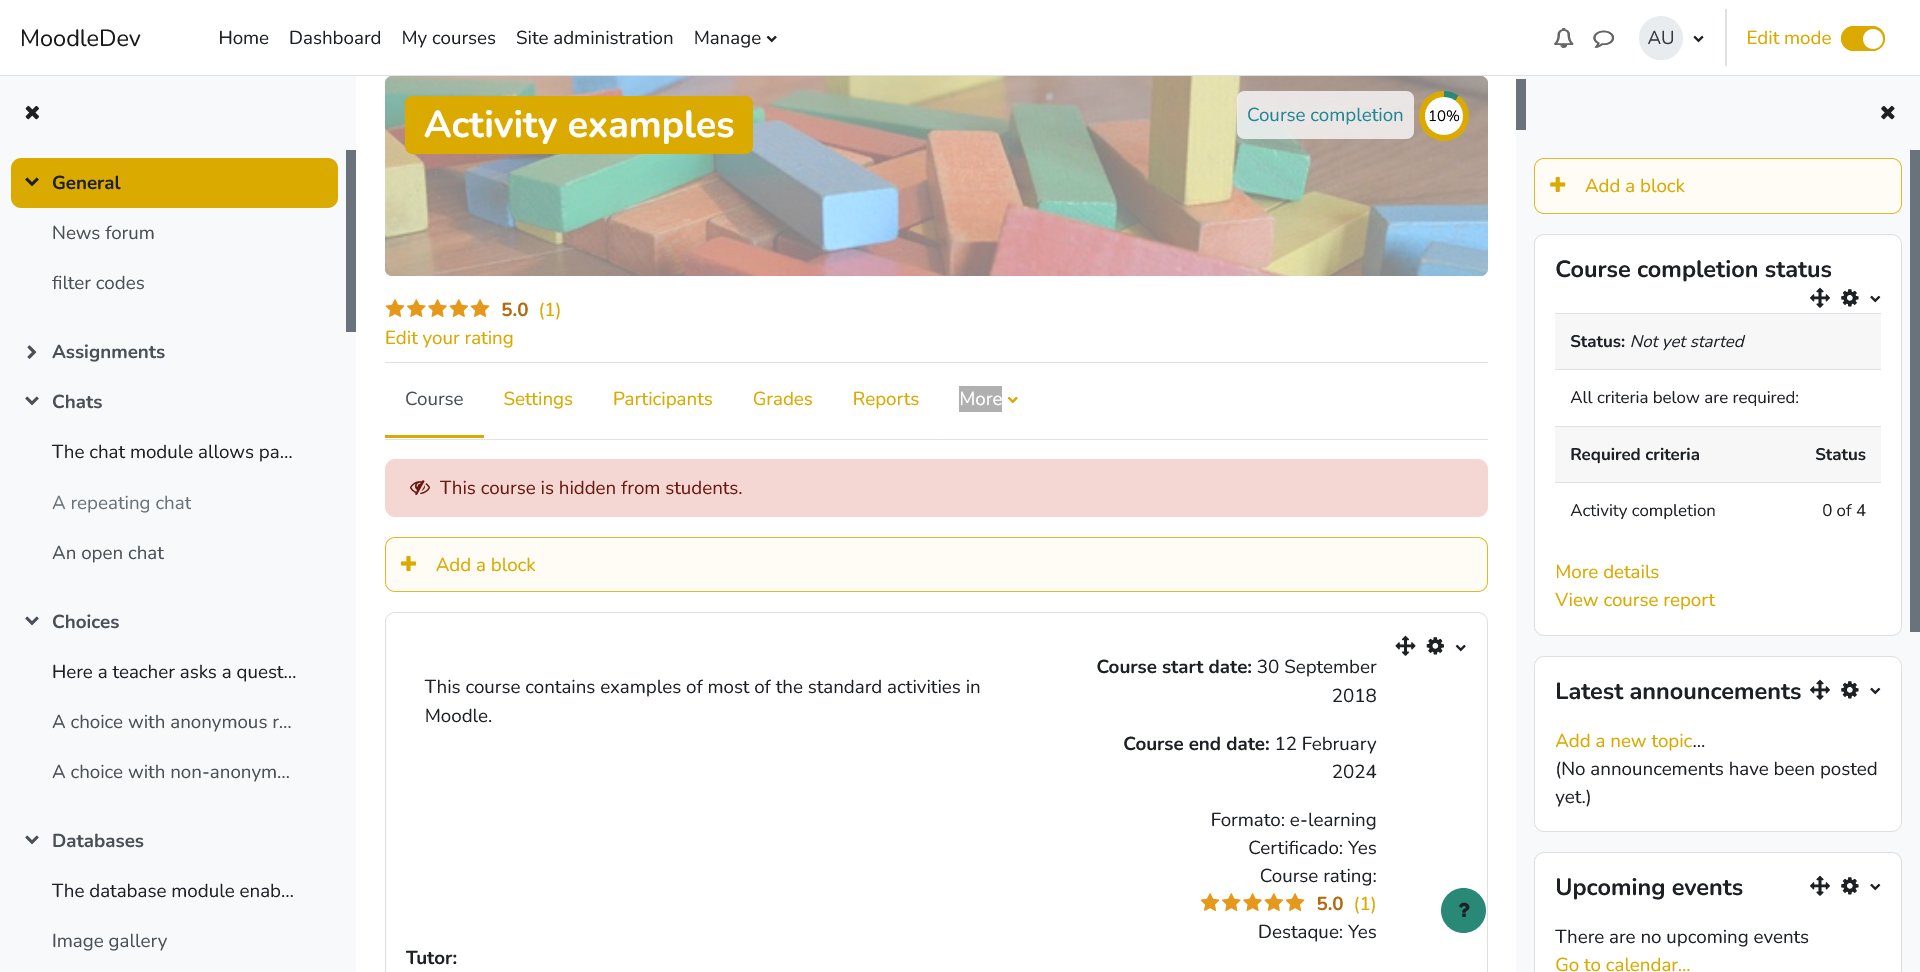 MoodleDev
Home Dashboard My courses Site administration Manage
AU
Edit mode
General
News forum
filter codes
Assignments
Chats
The chat module allows pa...
A repeating chat
An open chat
Choices
Here a teacher asks a quest...
A choice with anonymous r...
A choice with non-anonym...
Databases
The database module enab...
Image gallery
Activity examples
Course completion 10%
5.0 (1)
Edit your rating
Course Settings Participants Grades Reports More
This course is hidden from students.
Add a block
This course contains examples of most of the standard activities in
Moodle.
Course start date: 30 September
2018
Course end date: 12 February
2024
Formato: e-learning
Certificado: Yes
Course rating:
5.0 (1)
Destaque: Yes
Tutor:
?
Add a block
Course completion status
Status: Not yet started
All criteria below are required:
Required criteria Status
Activity completion 0 of 4
More details
View course report
Latest announcements
Add a new topic...
(No announcements have been posted
yet.)
Upcoming events
There are no upcoming events
Go to calendar...